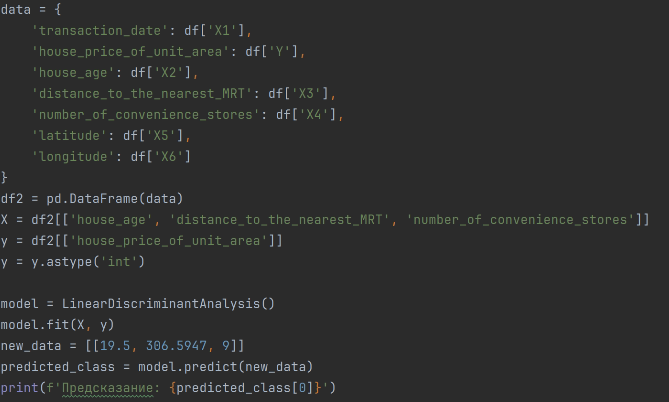 data = {
    'transaction_date': df['X1'],
    'house_price_of_unit_area': df['Y'],
    'house_age': df['X2'],
    'distance_to_the_nearest_MRT': df['X3'],
    'number_of_convenience_stores': df['X4'],
    'latitude': df['X5'],
    'longitude': df['X6']
}
df2 = pd.DataFrame(data)
X = df2[['house_age', 'distance_to_the_nearest_MRT', 'number_of_convenience_stores']]
y = df2[['house_price_of_unit_area']]
y = y.astype('int')

model = LinearDiscriminantAnalysis()
model.fit(X, y)
new_data = [[19.5, 306.5947, 9]]
predicted_class = model.predict(new_data)
print(f'Предсказание: {predicted_class[0]}')